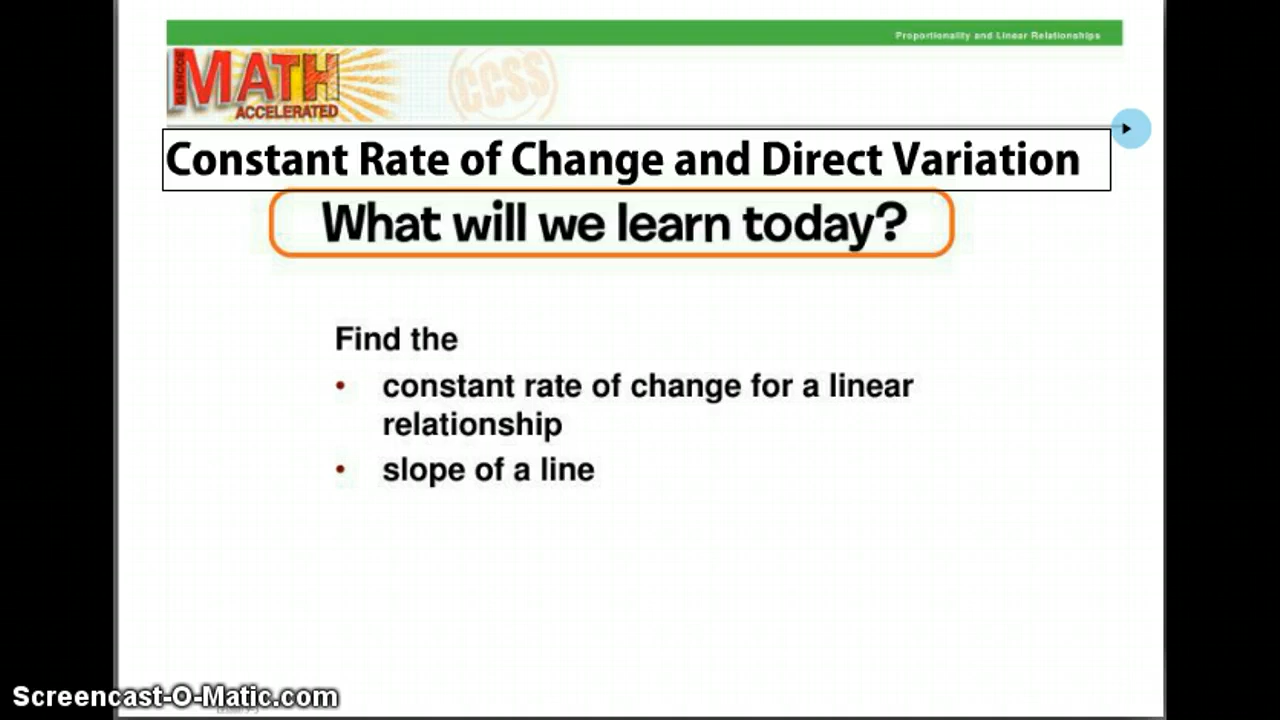 Proportionality and Linear Relationships
GLENCOE
MATH
ACCELERATED
CCSS
Constant Rate of Change and Direct Variation
What will we learn today?
Find the
• constant rate of change for a linear
relationship
• slope of a line
Screencast-O-Matic.com